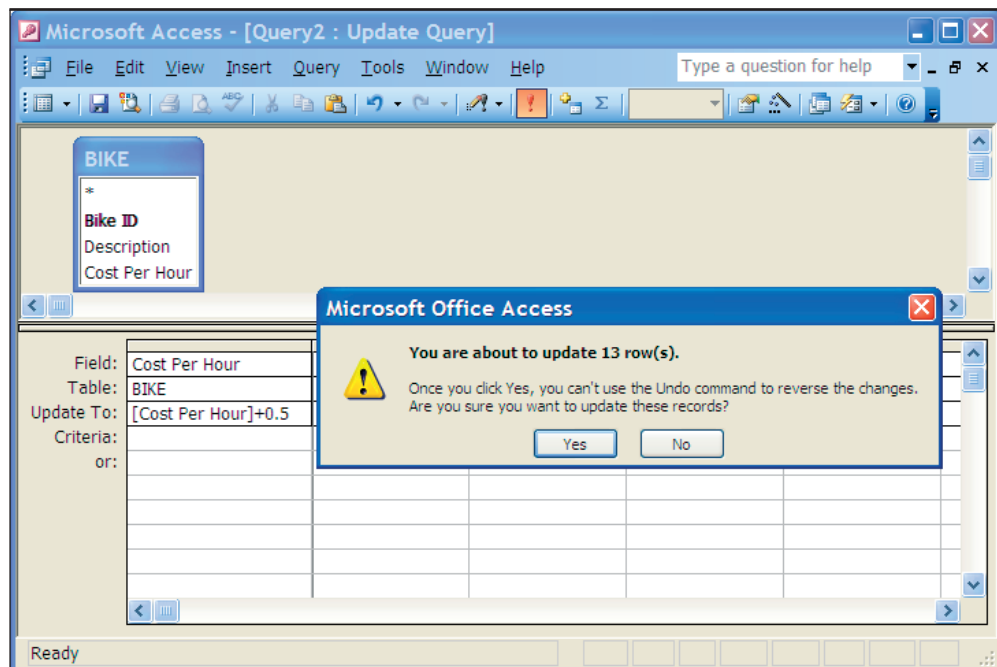 Microsoft Access - [Query2 : Update Query]
File Edit View Insert Query Tools Window Help
Type a question for help
ABC
BIKE
*
Bike ID
Description
Cost Per Hour
Microsoft Office Access
You are about to update 13 row(s).
Once you click Yes, you can't use the Undo command to reverse the changes.
Are you sure you want to update these records?
Yes No
Field: Cost Per Hour
Table: BIKE
Update To: [Cost Per Hour]+0.5
Criteria:
or:
Ready